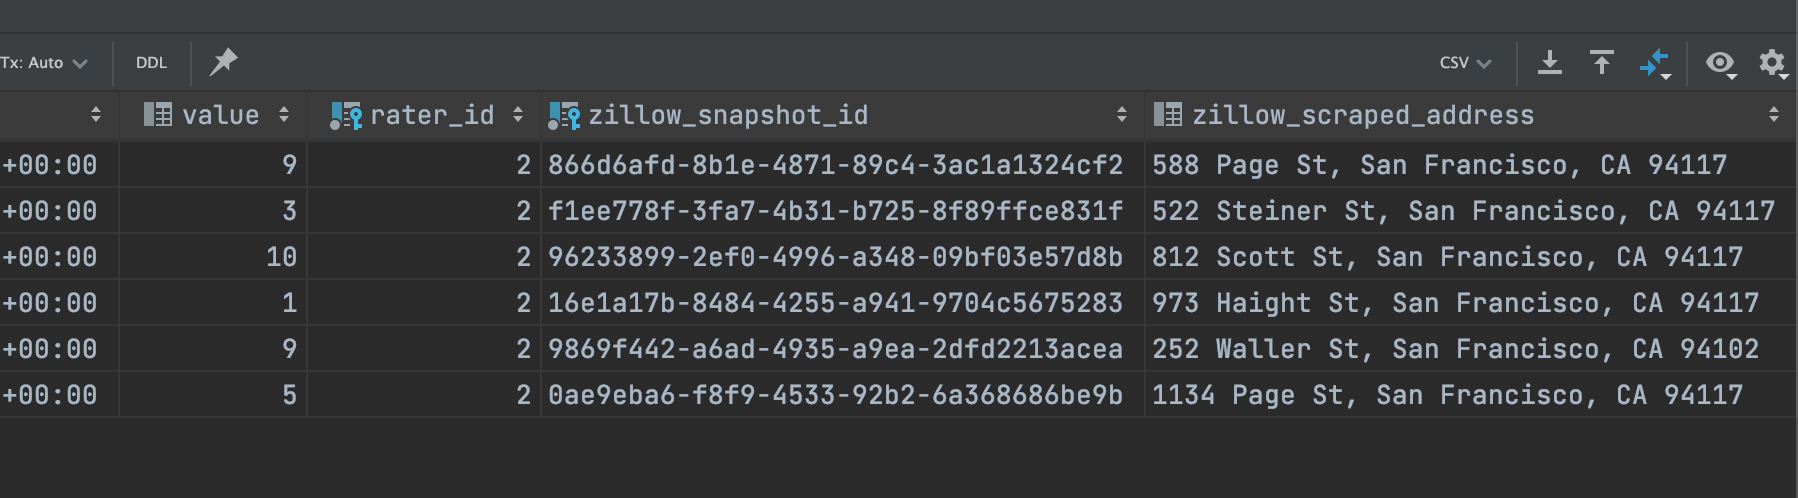 Tx: Auto DDL CSV
value rater_id zillow_snapshot_id zillow_scraped_address
+00:00 9 2 866d6afd-8b1e-4871-89c4-3ac1a1324cf2 588 Page St, San Francisco, CA 94117
+00:00 3 2 f1ee778f-3fa7-4b31-b725-8f89ffce831f 522 Steiner St, San Francisco, CA 94117
+00:00 10 2 96233899-2ef0-4996-a348-09bf03e57d8b 812 Scott St, San Francisco, CA 94117
+00:00 1 2 16e1a17b-8484-4255-a941-9704c5675283 973 Haight St, San Francisco, CA 94117
+00:00 9 2 9869f442-a6ad-4935-a9ea-2dfd2213acea 252 Waller St, San Francisco, CA 94102
+00:00 5 2 0ae9eba6-f8f9-4533-92b2-6a368686be9b 1134 Page St, San Francisco, CA 94117